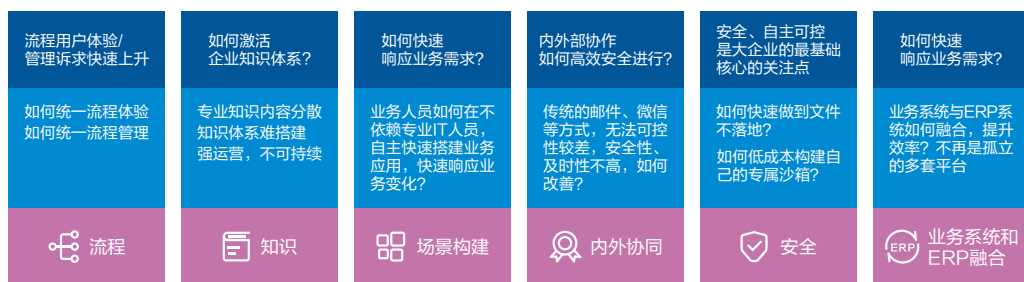 流程用户体验/
管理诉求快速上升
如何统一流程体验
如何统一流程管理
流程
如何激活
企业知识体系?
专业知识内容分散
知识体系难搭建
强运营，不可持续
知识
如何快速
响应业务需求?
业务人员如何在不
依赖专业IT人员，
自主快速搭建业务
应用，快速响应业
务变化?
场景构建
内外部协作
如何高效安全进行?
传统的邮件、微信
等方式，无法可控
性较差，安全性、
及时性不高，如何
改善?
内外协同
安全、自主可控
是大企业的最基础
核心的关注点
如何快速做到文件
不落地?
如何低成本构建自
己的专属沙箱?
安全
如何快速
响应业务需求?
业务系统与ERP系
统如何融合，提升
效率？不再是孤立
的多套平台
ERP
业务系统和
ERP融合